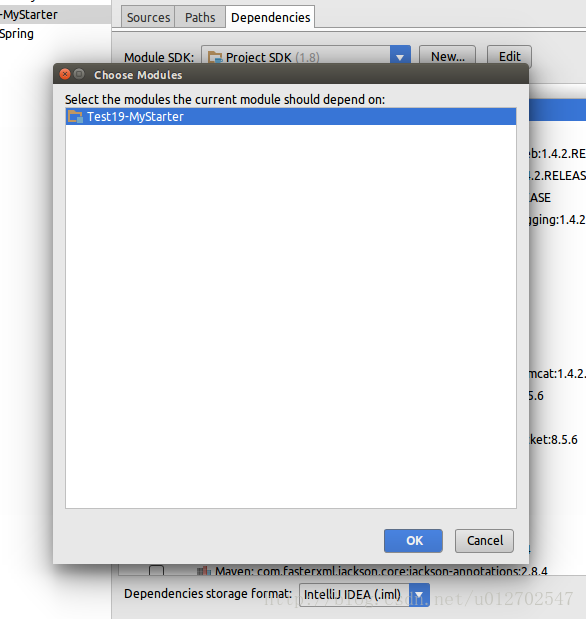 -MyStarter
Spring
Sources Paths Dependencies
Module SDK: Project SDK (1.8) New... Edit
Choose Modules
Select the modules the current module should depend on:
Test19-MyStarter
eb:1.4.2.RE
.2.RELEAS
EASE
gging:1.4.2
mcat:1.4.2.
5.6
ket:8.5.6
OK Cancel
Maven: com.fasterxml.jackson.core:jackson-annotations:2.8.4
Dependencies storage format: IntelliJ IDEA (.iml)
http://blog.csdn.net/u012702547